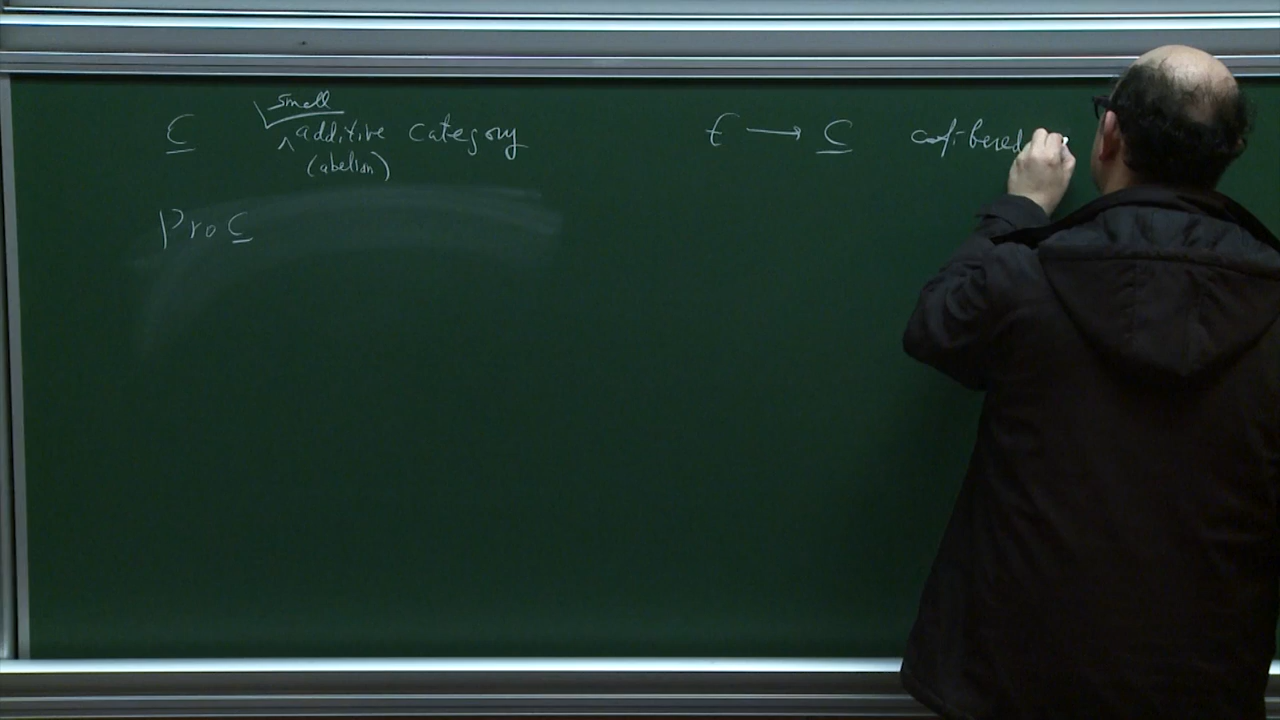 small
C additive category
(abelian)
Pro C
E → C cofibered